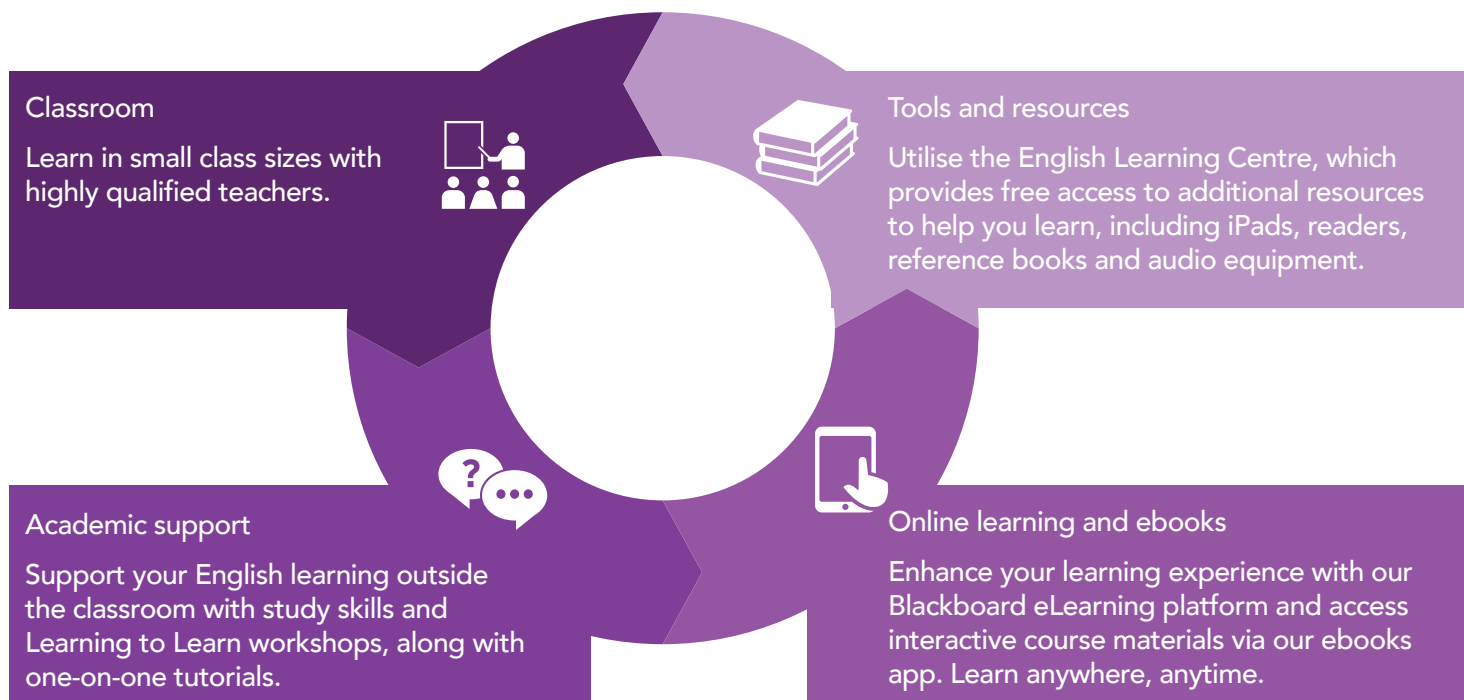 Classroom
Learn in small class sizes with
highly qualified teachers.
Tools and resources
Utilise the English Learning Centre, which
provides free access to additional resources
to help you learn, including iPads, readers,
reference books and audio equipment.
?
Academic support
Support your English learning outside
the classroom with study skills and
Learning to Learn workshops, along with
one-on-one tutorials.
Online learning and ebooks
Enhance your learning experience with our
Blackboard eLearning platform and access
interactive course materials via our ebooks
app. Learn anywhere, anytime.